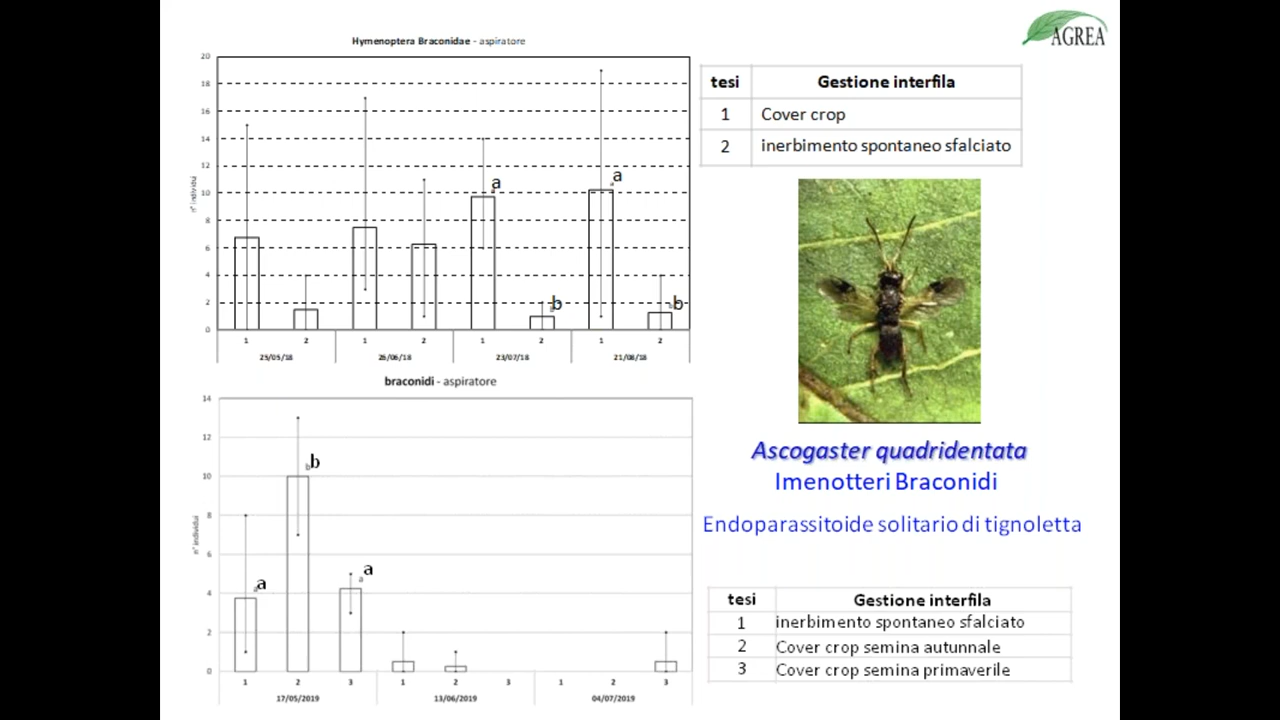 AGREA
Hymenoptera Braconidae - aspiratore
n° individui
20
18
16
14
12
10
8
6
4
2
0
a
b
a
b
1 2 1 2 1 2 1 2
25/05/18 26/06/18 23/07/18 21/08/18
tesi Gestione interfila
1 Cover crop
2 inerbimento spontaneo sfalciato
braconidi - aspiratore
n° individui
14
12
10
8
6
4
2
0
a
b
a
1 2 3 1 2 3 1 2 3
17/05/2019 13/06/2019 04/07/2019
Ascogaster quadridentata
Imenotteri Braconidi
Endoparassitoide solitario di tignoletta
tesi Gestione interfila
1 inerbimento spontaneo sfalciato
2 Cover crop semina autunnale
3 Cover crop semina primaverile